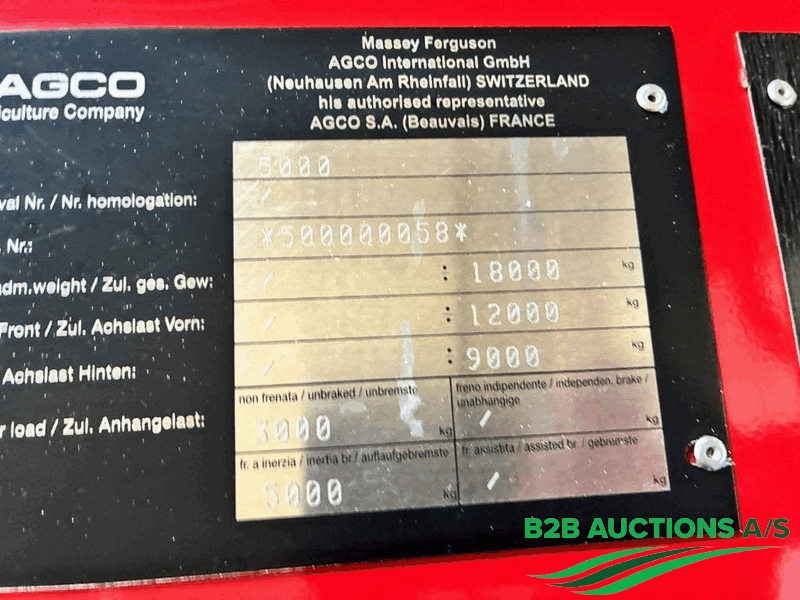 Massey Ferguson
AGCO International GmbH
(Neuhausen Am Rheinfall) SWITZERLAND
his authorised representative
AGCO S.A. (Beauvais) FRANCE
AGCO
iculture Company
5000
val Nr. / Nr. homologation: /
. Nr.: *500000058*
adm.weight / Zul. ges. Gew: / : 18000 kg
Front / Zul. Achslast Vorn: / : 12000 kg
Achslast Hinten: / : 9000 kg
r load / Zul. Anhangelast:
non frenata / unbraked / unbremste
3000 kg
freno indipendente / independen. brake /
unabhängige
/ kg
fr. a inerzia / inertia br./ auflaufgebremste
5000 kg
fr. assistita / assisted br. / gebremste
/ kg
B2B AUCTIONS A/S